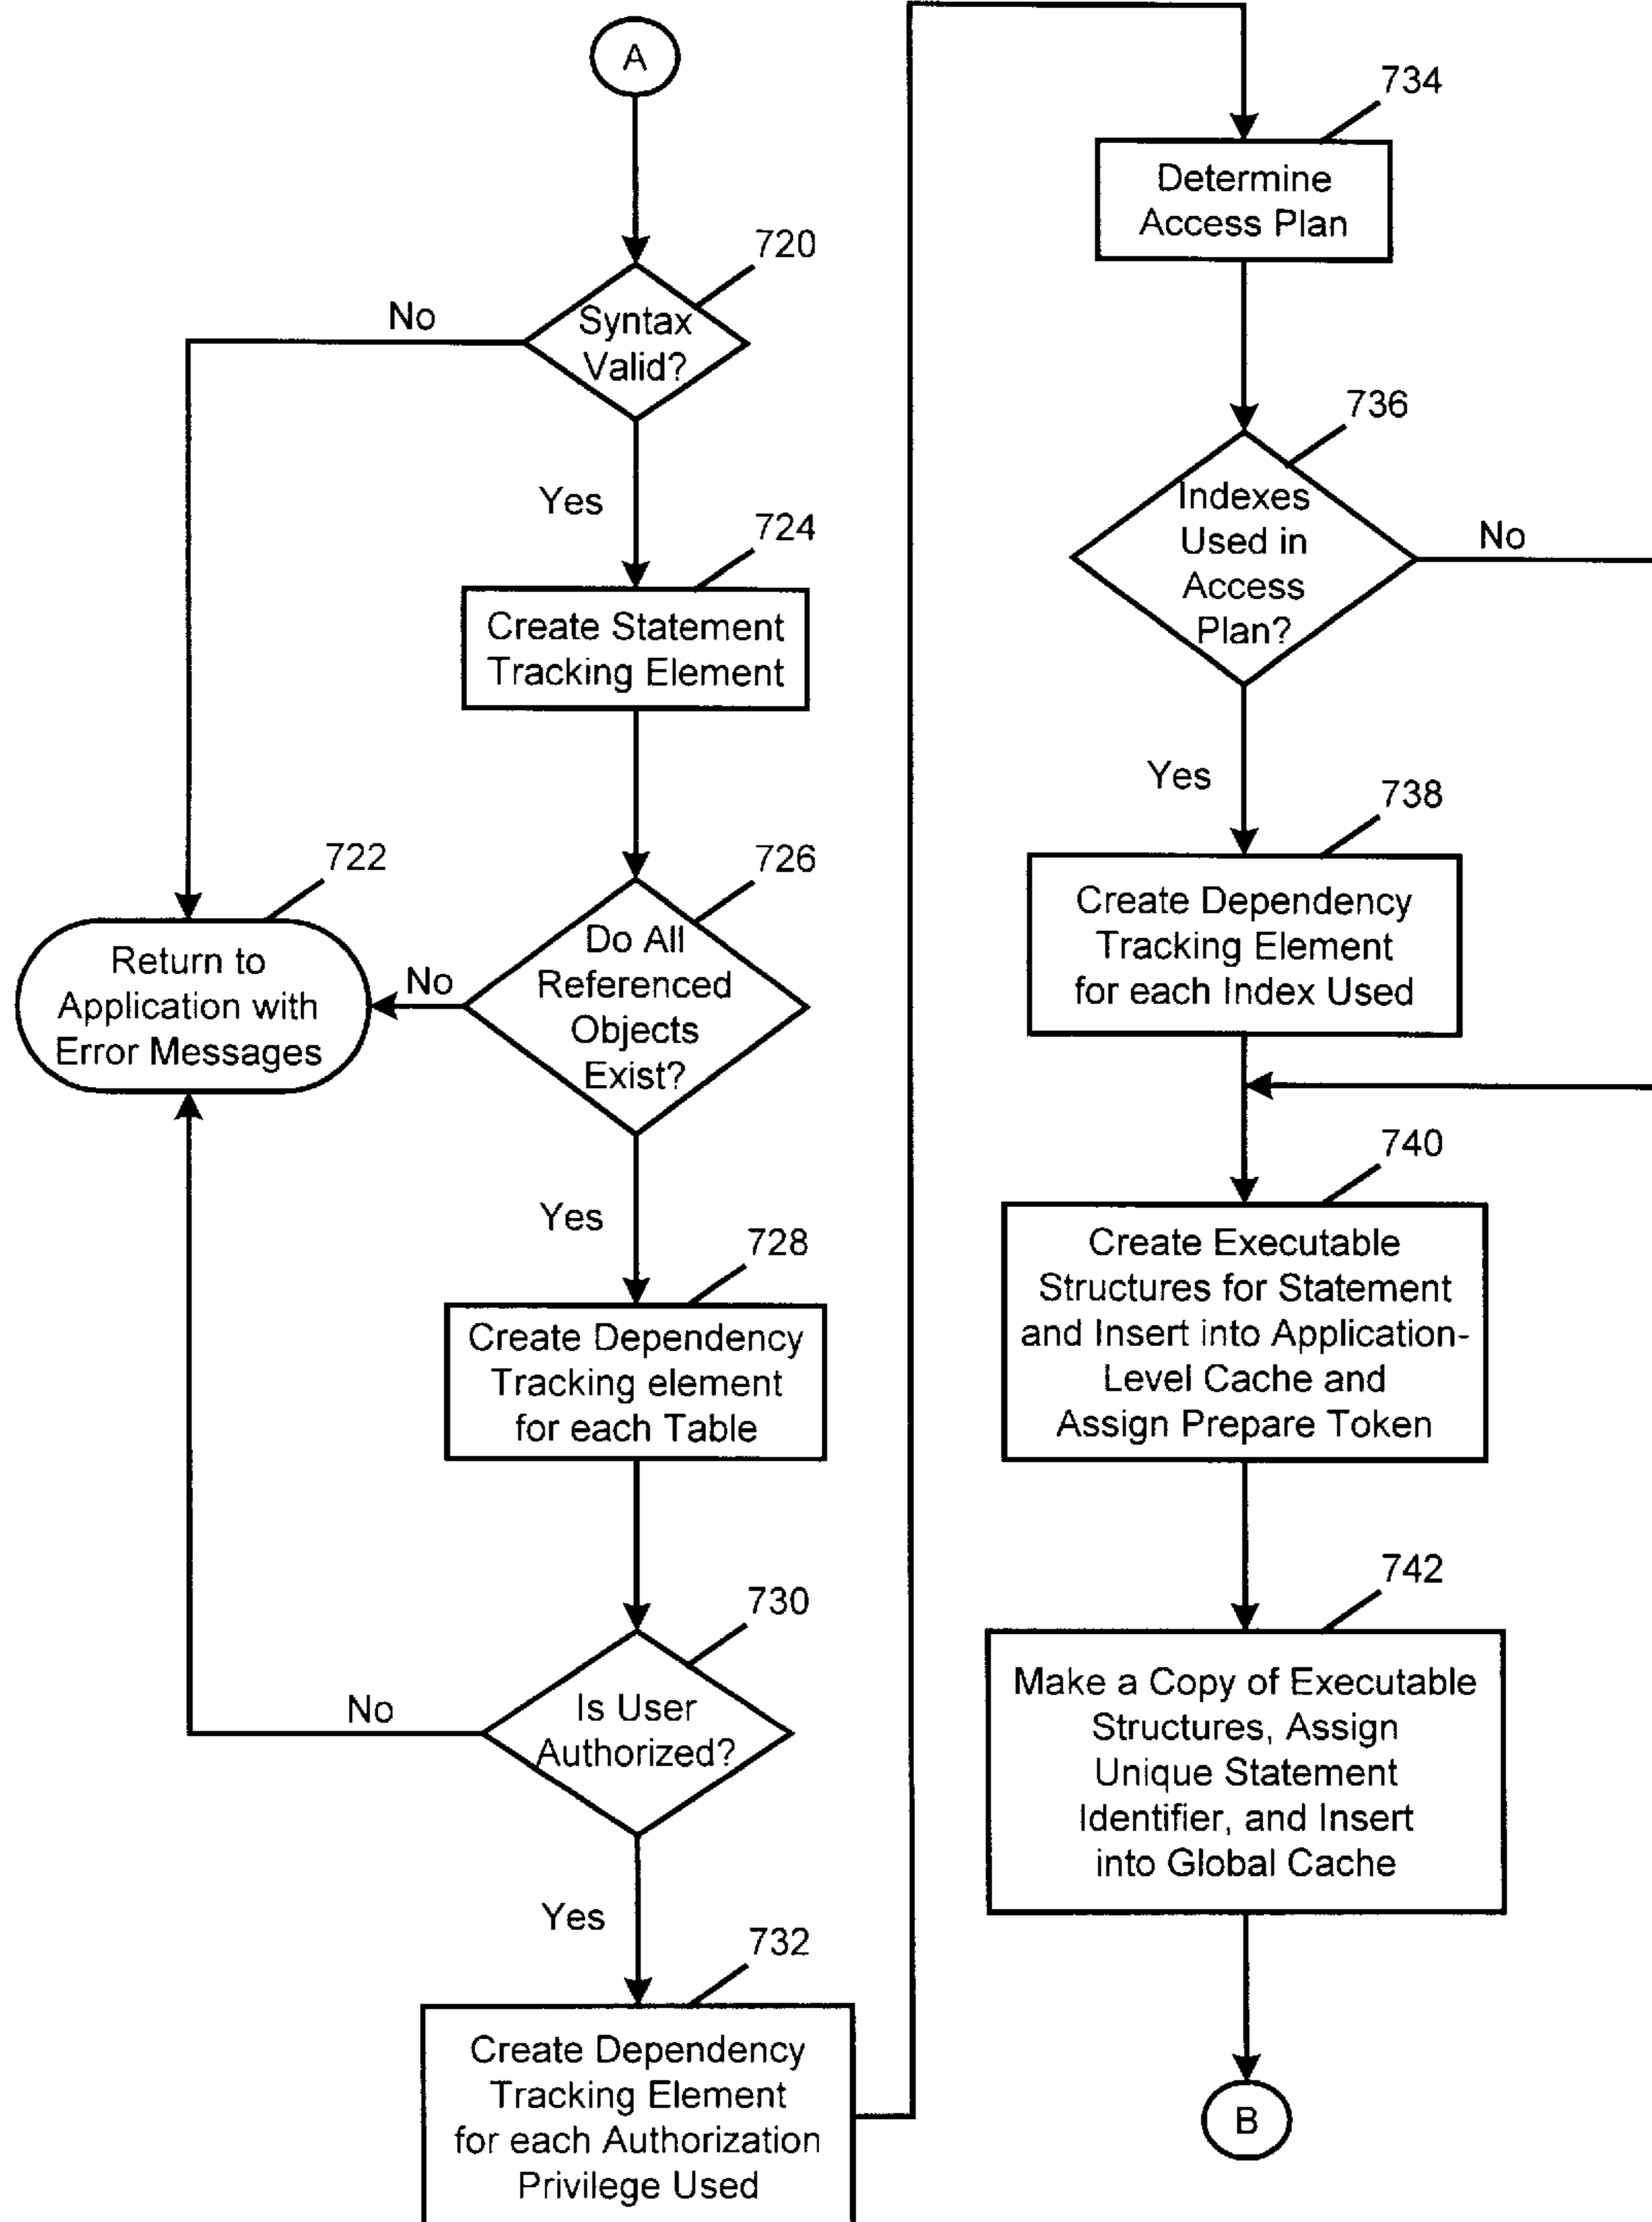 A
720
Syntax
Valid?
No
Yes
724
Create Statement
Tracking Element
722
Return to
Application with
Error Messages
726
Do All
Referenced
Objects
Exist?
No
Yes
728
Create Dependency
Tracking element
for each Table
730
Is User
Authorized?
No
Yes
732
Create Dependency
Tracking Element
for each Authorization
Privilege Used
734
Determine
Access Plan
736
Indexes
Used in
Access
Plan?
No
Yes
738
Create Dependency
Tracking Element
for each Index Used
740
Create Executable
Structures for Statement
and Insert into Application-
Level Cache and
Assign Prepare Token
742
Make a Copy of Executable
Structures, Assign
Unique Statement
Identifier, and Insert
into Global Cache
B